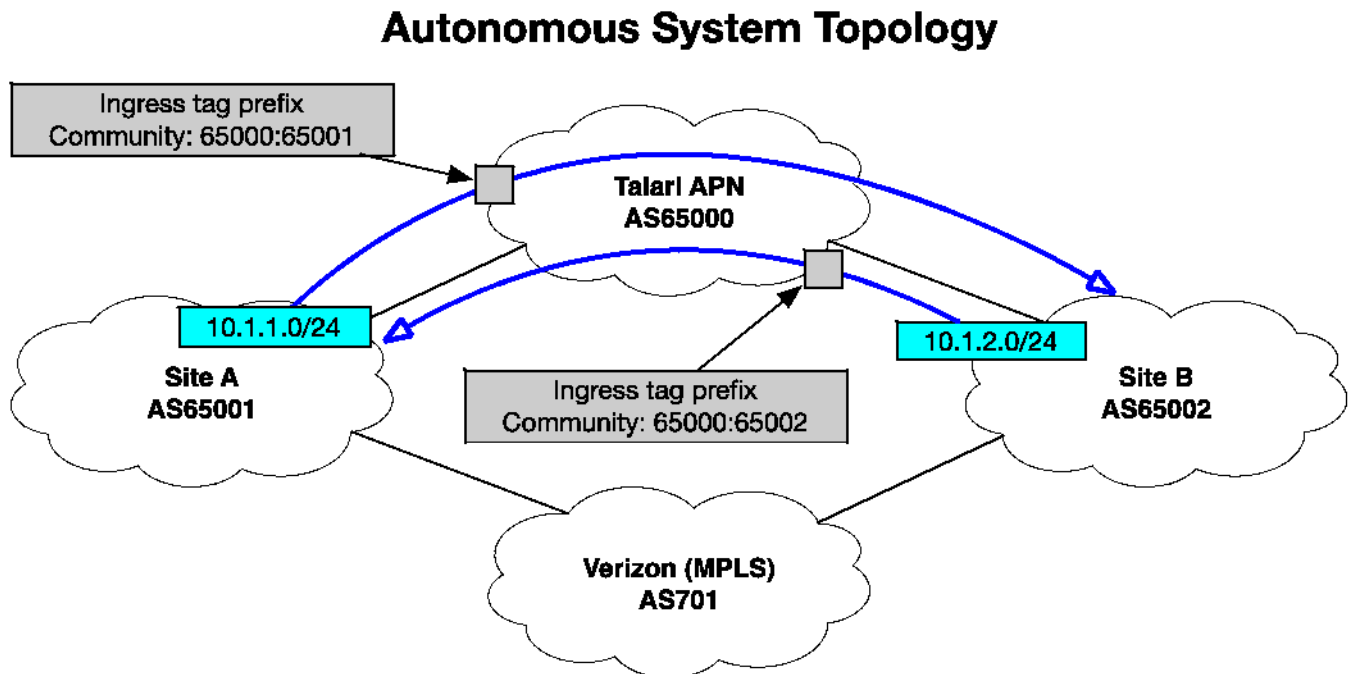 Autonomous System Topology
Ingress tag prefix
Community: 65000:65001
Talari APN
AS65000
10.1.1.0/24
10.1.2.0/24
Site A
AS65001
Ingress tag prefix
Community: 65000:65002
Site B
AS65002
Verizon (MPLS)
AS701